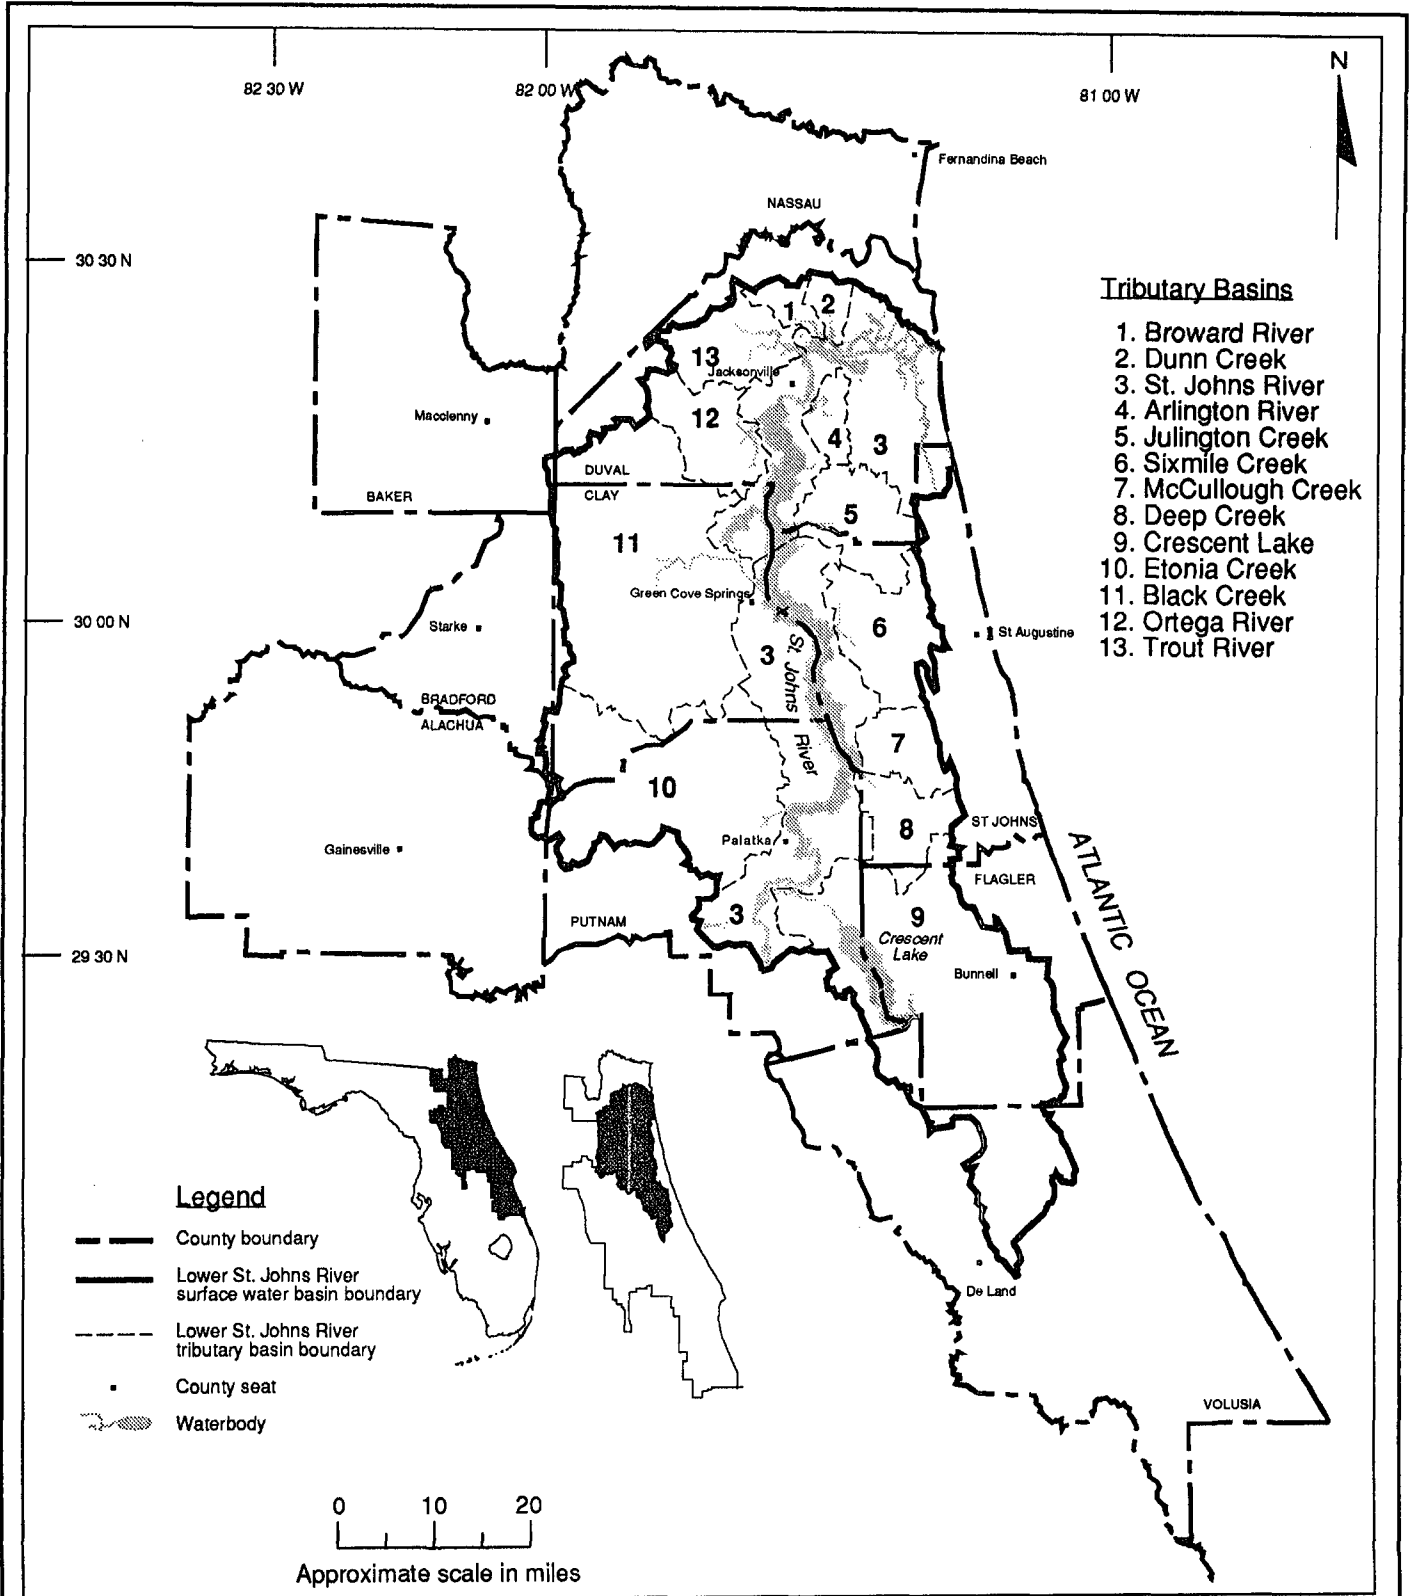 82 30 W
82 00 W
81 00 W
N
Fernandina Beach
NASSAU
30 30 N
Tributary Basins
1. Broward River
2. Dunn Creek
3. St. Johns River
4. Arlington River
5. Julington Creek
6. Sixmile Creek
7. McCullough Creek
8. Deep Creek
9. Crescent Lake
10. Etonia Creek
11. Black Creek
12. Ortega River
13. Trout River
1
2
13
Jacksonville
12
4
3
Macclenny
DUVAL
CLAY
BAKER
5
11
Green Cove Springs
30 00 N
Starke
6
St Augustine
3
St. Johns River
BRADFORD
ALACHUA
7
10
8
ST JOHNS
Palatka
Gainesville
FLAGLER
ATLANTIC OCEAN
3
9
PUTNAM
Crescent
Lake
29 30 N
Bunnell
De Land
VOLUSIA
Legend
County boundary
Lower St. Johns River
surface water basin boundary
Lower St. Johns River
tributary basin boundary
County seat
Waterbody
0 10 20
Approximate scale in miles